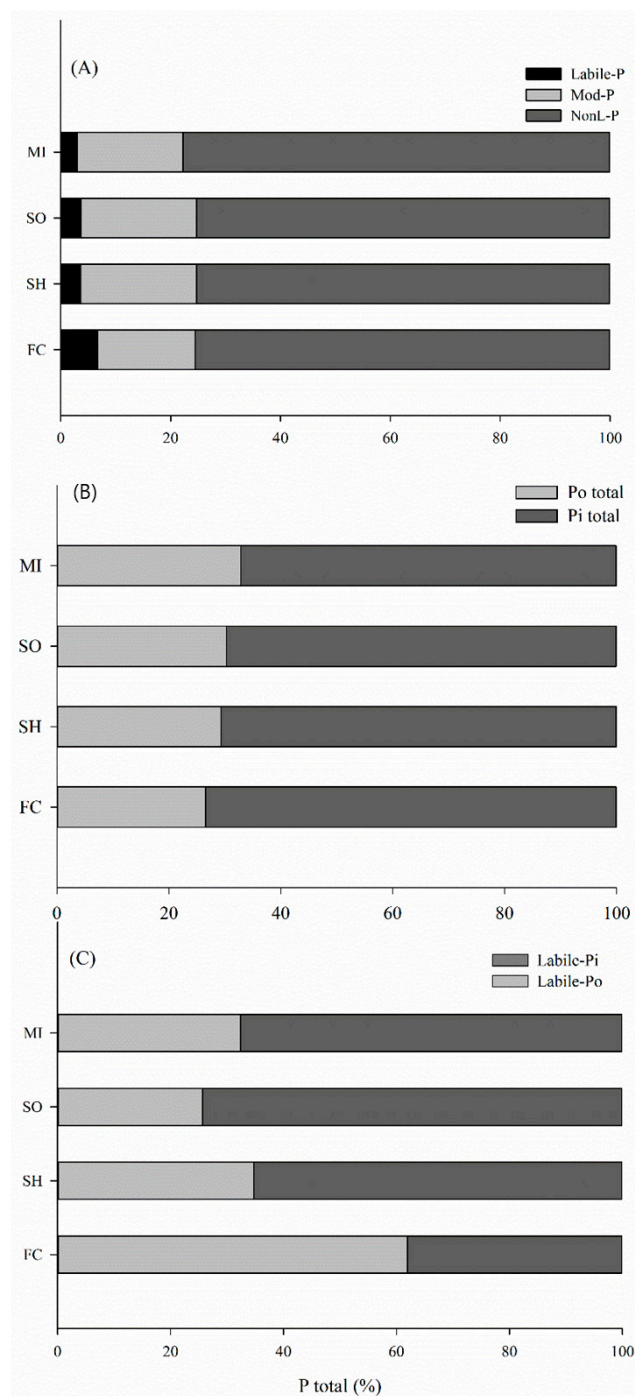 (A)
Labile-P
Mod-P
NonL-P
MI
SO
SH
FC
0 20 40 60 80 100
(B)
Po total
Pi total
MI
SO
SH
FC
0 20 40 60 80 100
(C)
Labile-Pi
Labile-Po
MI
SO
SH
FC
0 20 40 60 80 100
P total (%)